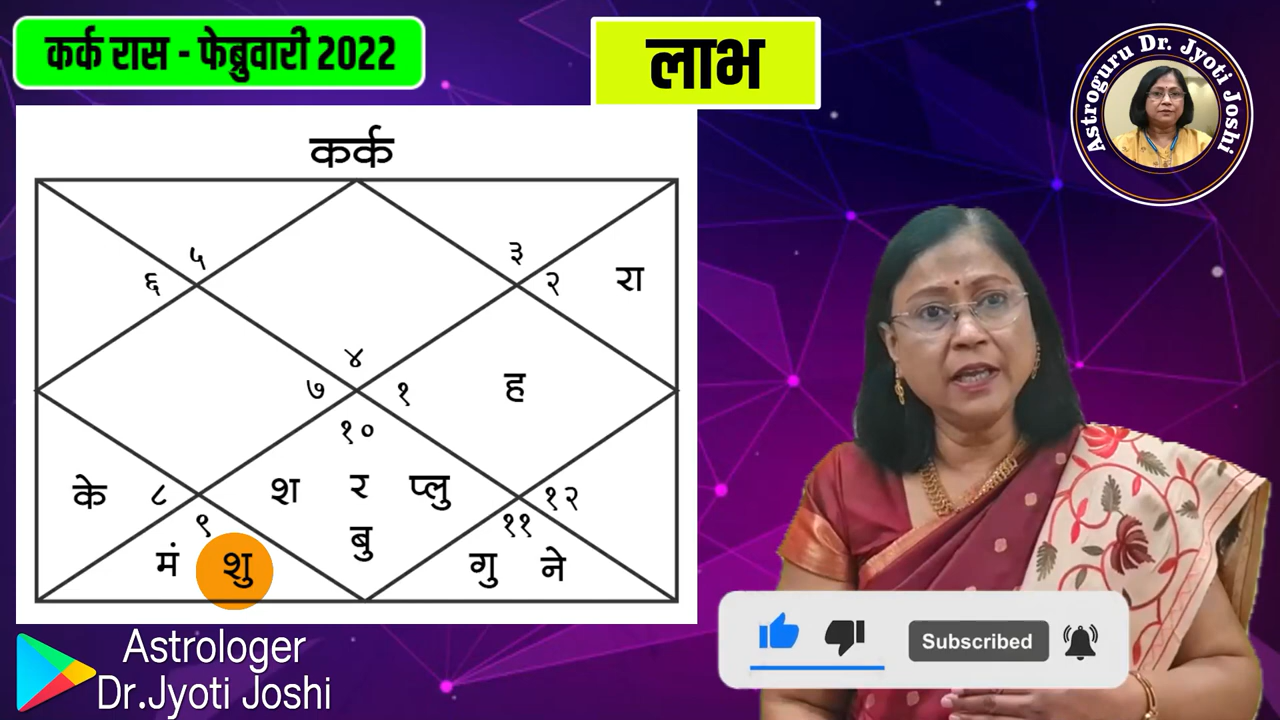 कर्क रास - फेब्रुवारी 2022
लाभ
Astroguru Dr. Jyoti Joshi
कर्क
५
३
६
२
रा
४
७
१
ह
१०
के
८
श
र
प्लु
१२
९
बु
११
मं
शु
गु
ने
Subscribed
Astrologer
Dr.Jyoti Joshi